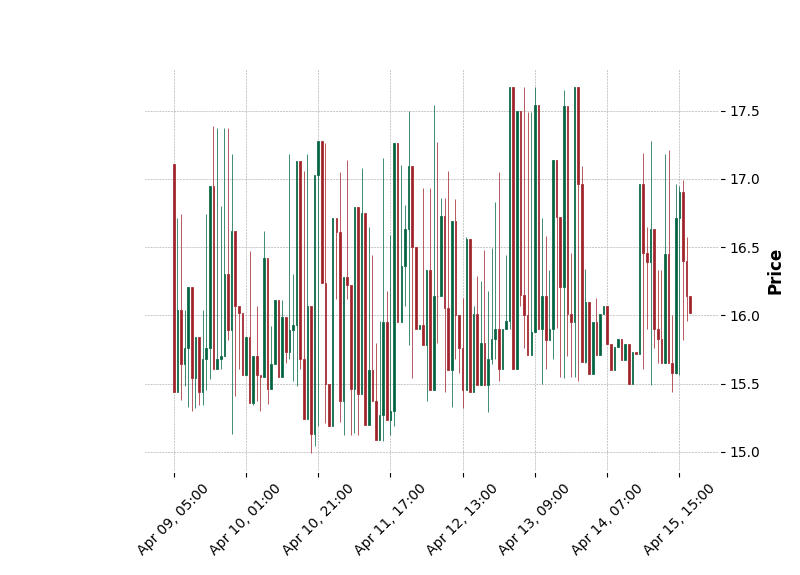 17.5
17.0
16.5
16.0
15.5
15.0
Price
Apr 09, 05:00
Apr 10, 01:00
Apr 10, 21:00
Apr 11, 17:00
Apr 12, 13:00
Apr 13, 09:00
Apr 14, 07:00
Apr 15, 15:00